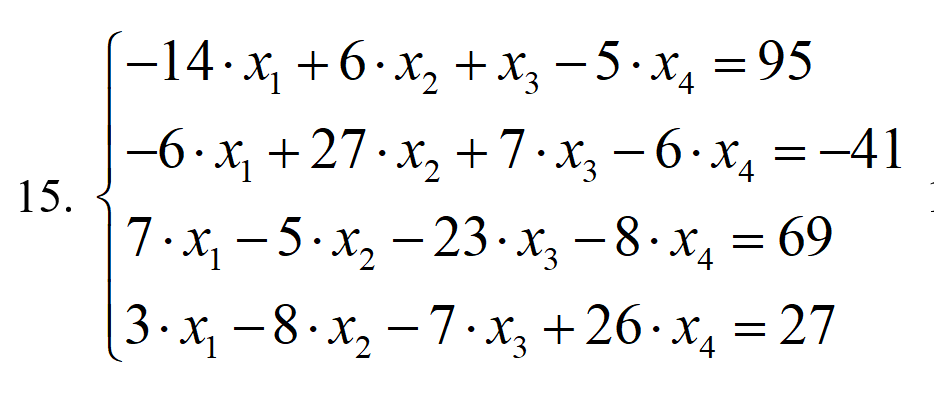 15.
−14·x₁ + 6·x₂ + x₃ − 5·x₄ = 95
−6·x₁ + 27·x₂ + 7·x₃ − 6·x₄ = −41
7·x₁ − 5·x₂ − 23·x₃ − 8·x₄ = 69
3·x₁ − 8·x₂ − 7·x₃ + 26·x₄ = 27